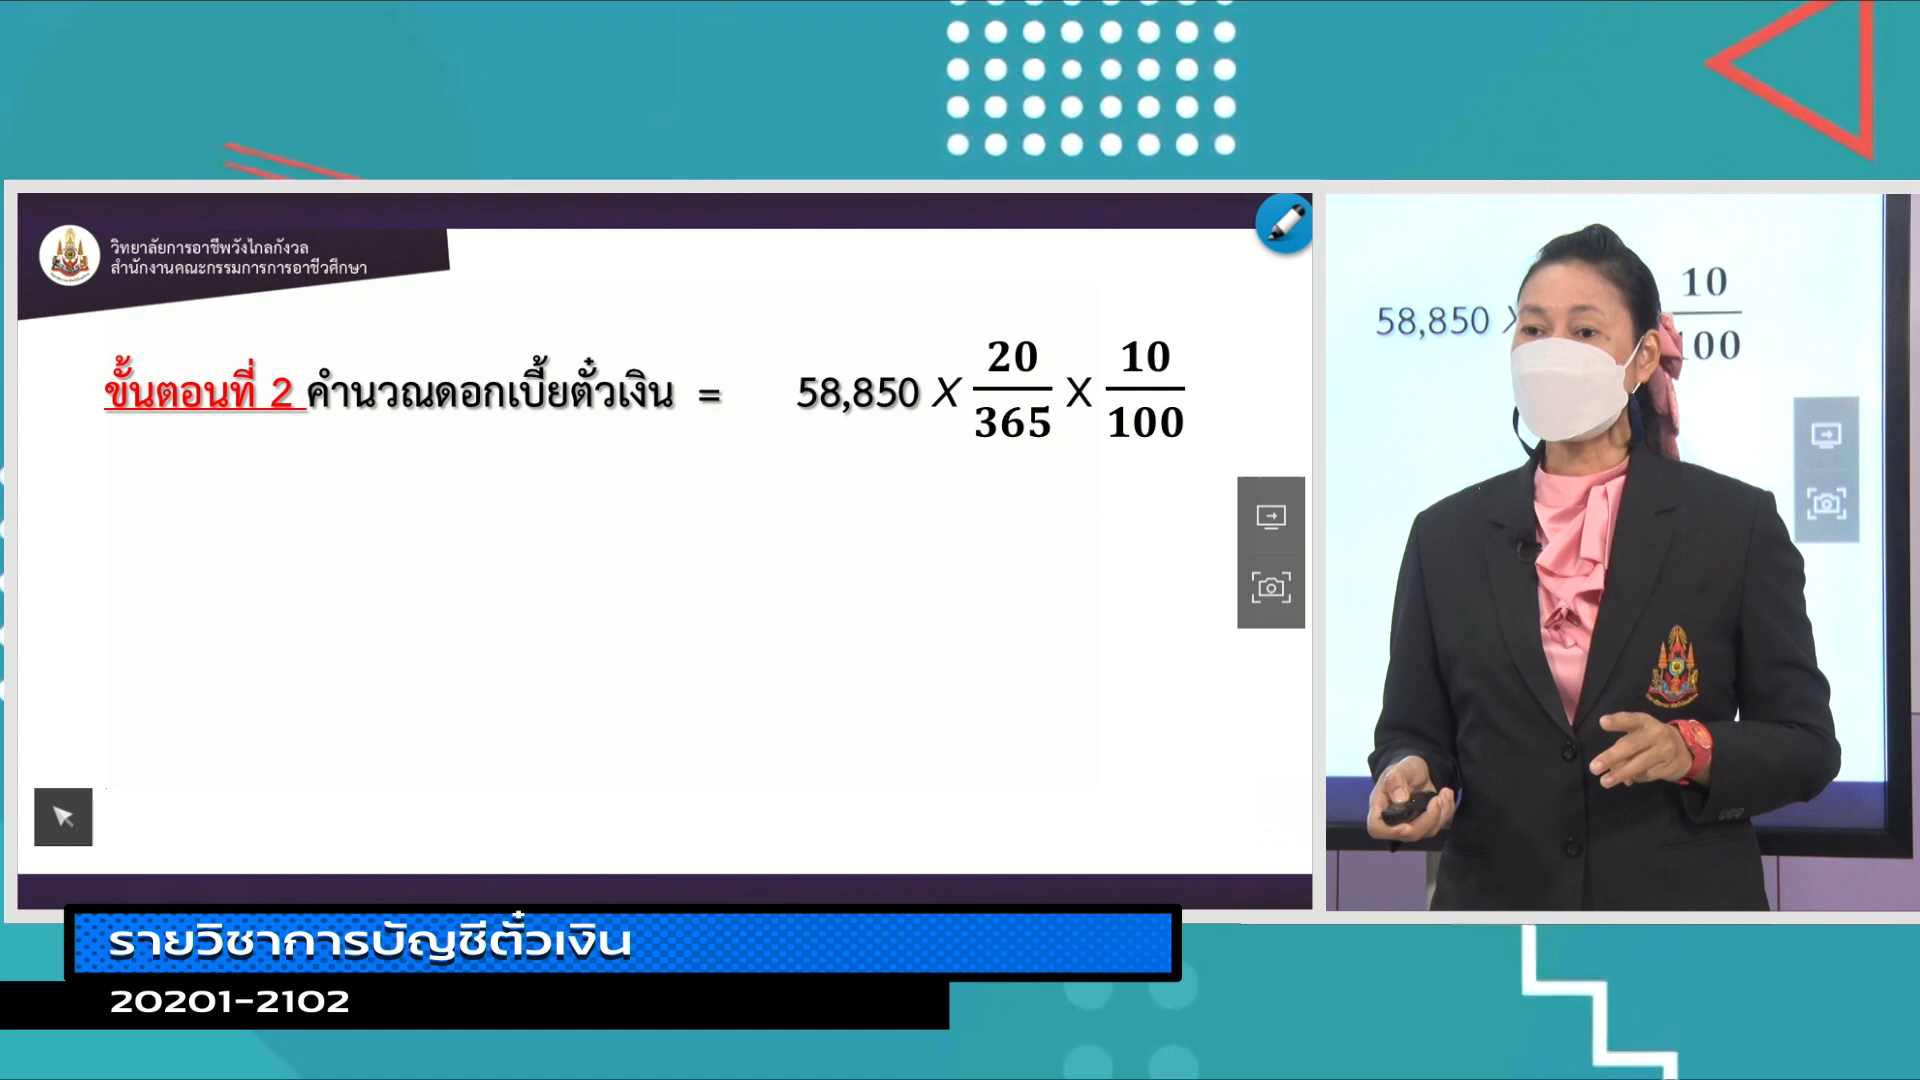 วิทยาลัยการอาชีพวังไกลกังวล
สำนักงานคณะกรรมการการอาชีวศึกษา
ขั้นตอนที่ 2 คำนวณดอกเบี้ยตั๋วเงิน = 58,850 X 20/365 X 10/100
58,850 X 10/100
รายวิชาการบัญชีตั๋วเงิน
20201-2102